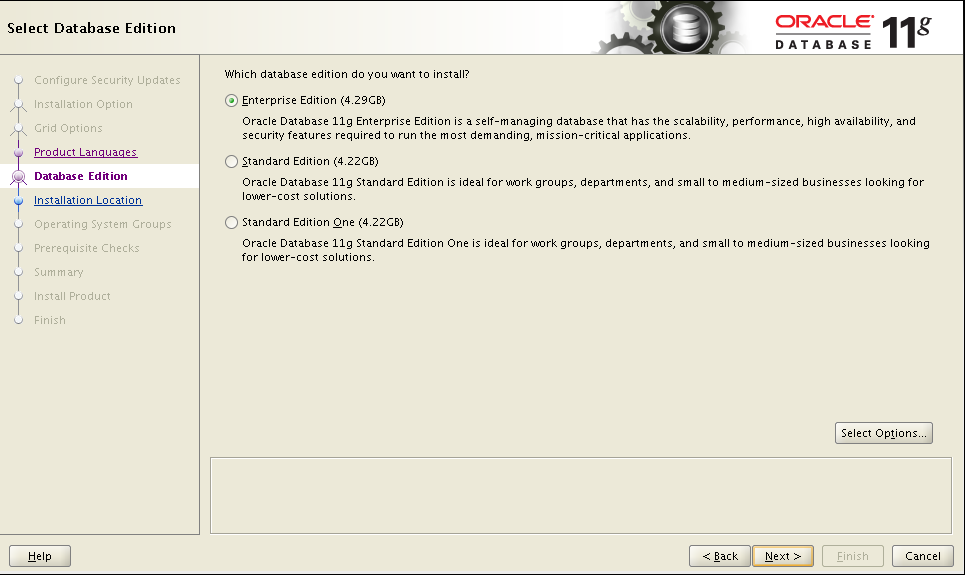 Select Database Edition
ORACLE
DATABASE 11g
Configure Security Updates
Installation Option
Grid Options
Product Languages
Database Edition
Installation Location
Operating System Groups
Prerequisite Checks
Summary
Install Product
Finish
Which database edition do you want to install?
Enterprise Edition (4.29GB)
Oracle Database 11g Enterprise Edition is a self-managing database that has the scalability, performance, high availability, and
security features required to run the most demanding, mission-critical applications.
Standard Edition (4.22GB)
Oracle Database 11g Standard Edition is ideal for work groups, departments, and small to medium-sized businesses looking for
lower-cost solutions.
Standard Edition One (4.22GB)
Oracle Database 11g Standard Edition One is ideal for work groups, departments, and small to medium-sized businesses looking
for lower-cost solutions.
Select Options...
Help
< Back
Next >
Finish
Cancel